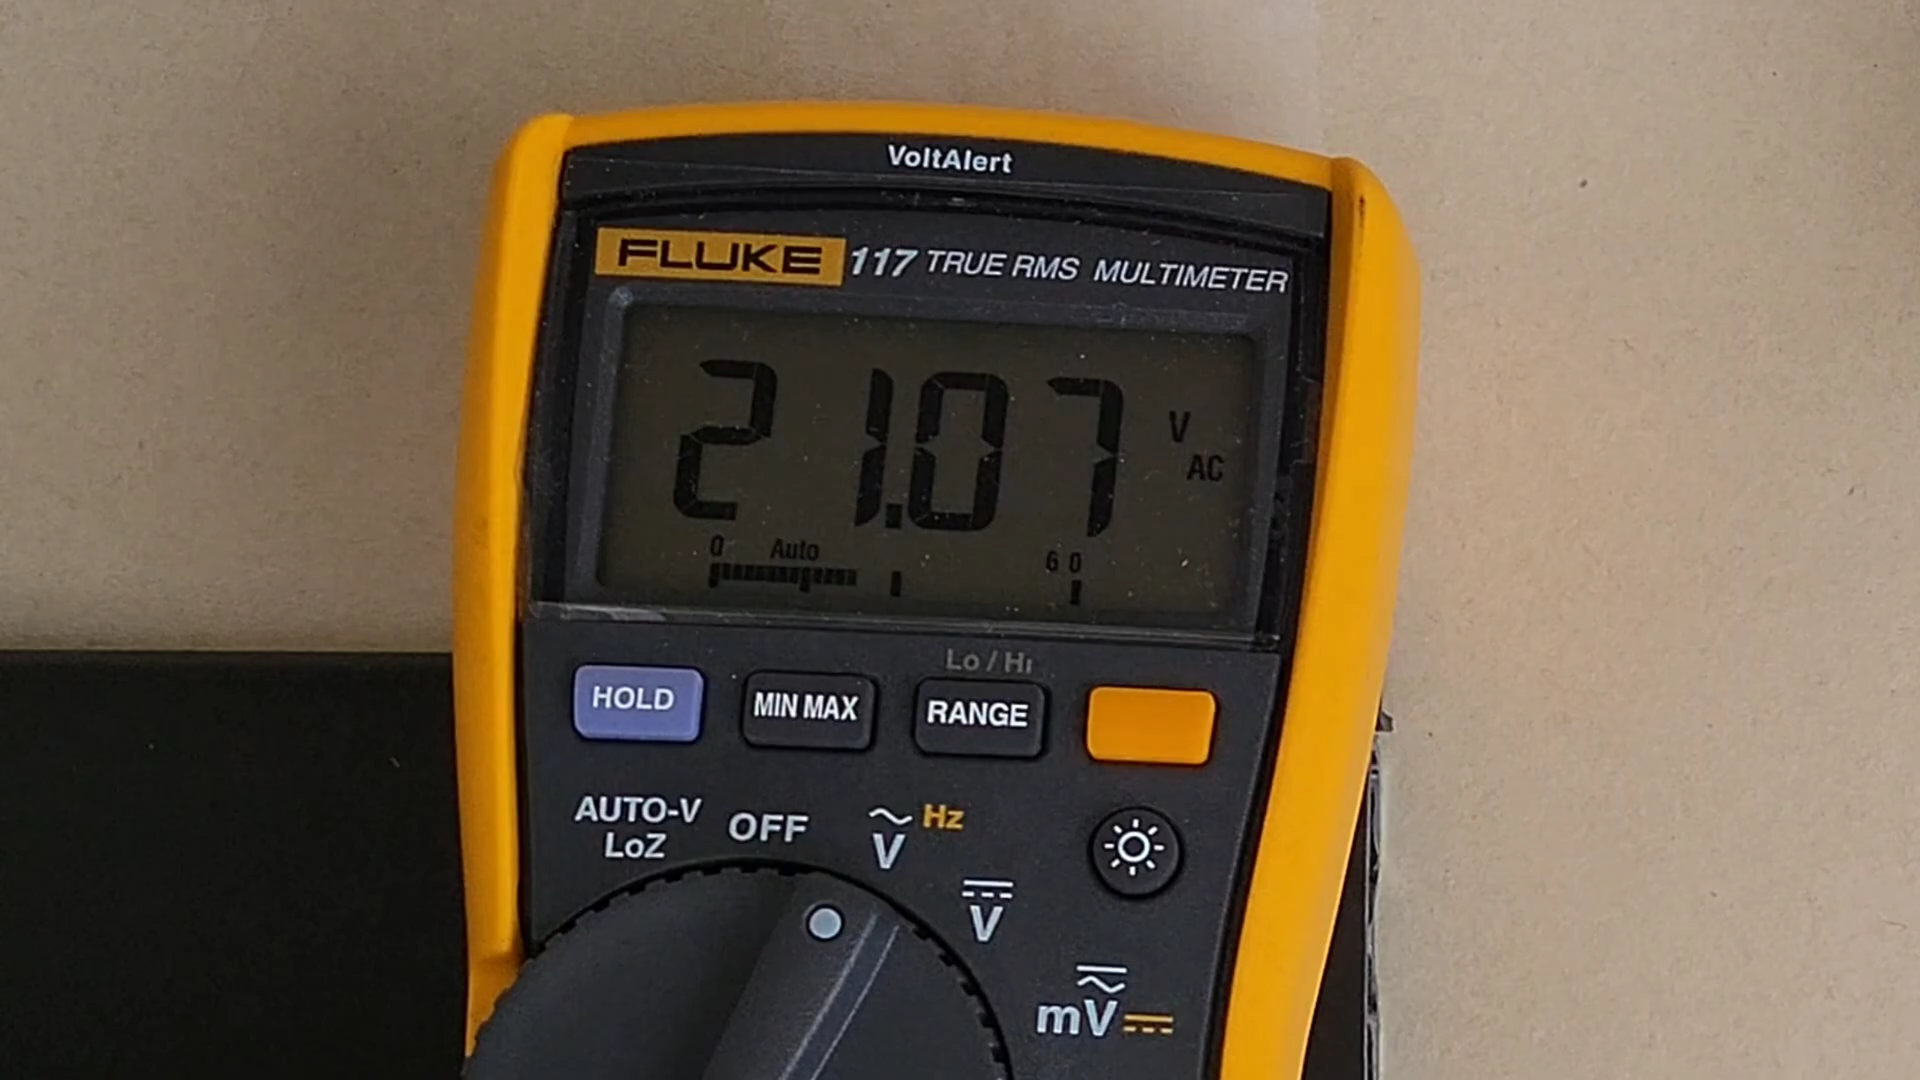 VoltAlert
FLUKE 117 TRUE RMS MULTIMETER
21.07 V AC
0 Auto 60
Lo / Hi
HOLD MIN MAX RANGE
AUTO-V LoZ
OFF
V Hz
V
mV